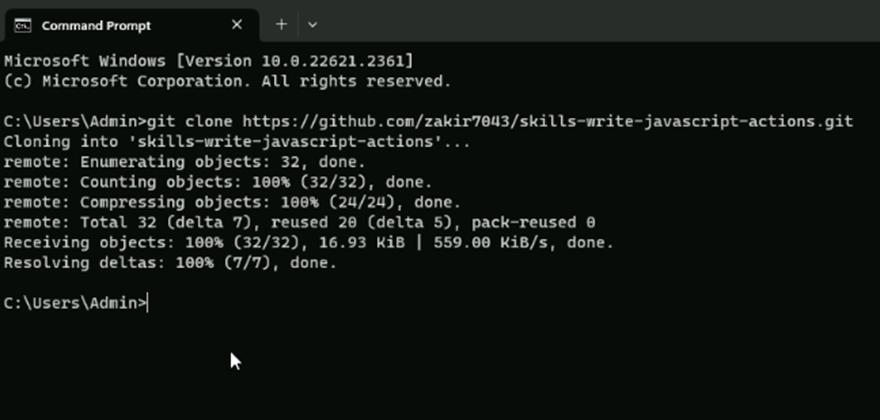 Command Prompt
Microsoft Windows [Version 10.0.22621.2361]
(c) Microsoft Corporation. All rights reserved.
C:\Users\Admin>git clone https://github.com/zakir7043/skills-write-javascript-actions.git
Cloning into 'skills-write-javascript-actions'...
remote: Enumerating objects: 32, done.
remote: Counting objects: 100% (32/32), done.
remote: Compressing objects: 100% (24/24), done.
remote: Total 32 (delta 7), reused 20 (delta 5), pack-reused 0
Receiving objects: 100% (32/32), 16.93 KiB | 559.00 KiB/s, done.
Resolving deltas: 100% (7/7), done.
C:\Users\Admin>